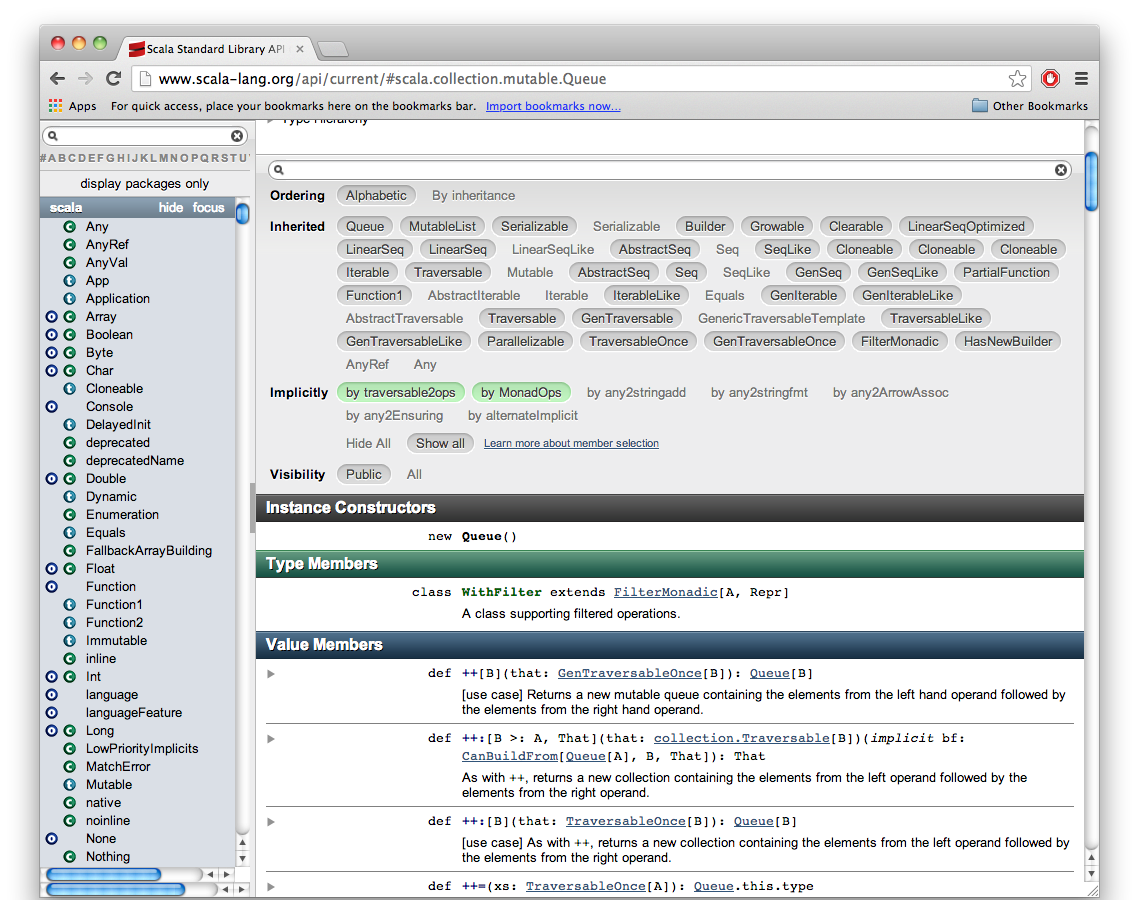 Scala Standard Library API
www.scala-lang.org/api/current/#scala.collection.mutable.Queue
Apps For quick access, place your bookmarks here on the bookmarks bar. Import bookmarks now... Other Bookmarks
#ABCDEFGHIJKLMNOPQRSTU
display packages only
scala hide focus
Any
AnyRef
AnyVal
App
Application
Array
Boolean
Byte
Char
Cloneable
Console
DelayedInit
deprecated
deprecatedName
Double
Dynamic
Enumeration
Equals
FallbackArrayBuilding
Float
Function
Function1
Function2
Immutable
inline
Int
language
languageFeature
Long
LowPriorityImplicits
MatchError
Mutable
native
noinline
None
Nothing
Type Hierarchy
Ordering Alphabetic By inheritance
Inherited Queue MutableList Serializable Serializable Builder Growable Clearable LinearSeqOptimized
LinearSeq LinearSeq LinearSeqLike AbstractSeq Seq SeqLike Cloneable Cloneable Cloneable
Iterable Traversable Mutable AbstractSeq Seq SeqLike GenSeq GenSeqLike PartialFunction
Function1 AbstractIterable Iterable IterableLike Equals GenIterable GenIterableLike
AbstractTraversable Traversable GenTraversable GenericTraversableTemplate TraversableLike
GenTraversableLike Parallelizable TraversableOnce GenTraversableOnce FilterMonadic HasNewBuilder
AnyRef Any
Implicitly by traversable2ops by MonadOps by any2stringadd by any2stringfmt by any2ArrowAssoc
by any2Ensuring by alternateImplicit
Hide All Show all Learn more about member selection
Visibility Public All
Instance Constructors
new Queue()
Type Members
class WithFilter extends FilterMonadic[A, Repr]
A class supporting filtered operations.
Value Members
def ++[B](that: GenTraversableOnce[B]): Queue[B]
[use case] Returns a new mutable queue containing the elements from the left hand operand followed by
the elements from the right hand operand.
def ++:[B >: A, That](that: collection.Traversable[B])(implicit bf:
CanBuildFrom[Queue[A], B, That]): That
As with ++, returns a new collection containing the elements from the left operand followed by the
elements from the right operand.
def ++:[B](that: TraversableOnce[B]): Queue[B]
[use case] As with ++, returns a new collection containing the elements from the left operand followed by
the elements from the right operand.
def ++=(xs: TraversableOnce[A]): Queue.this.type